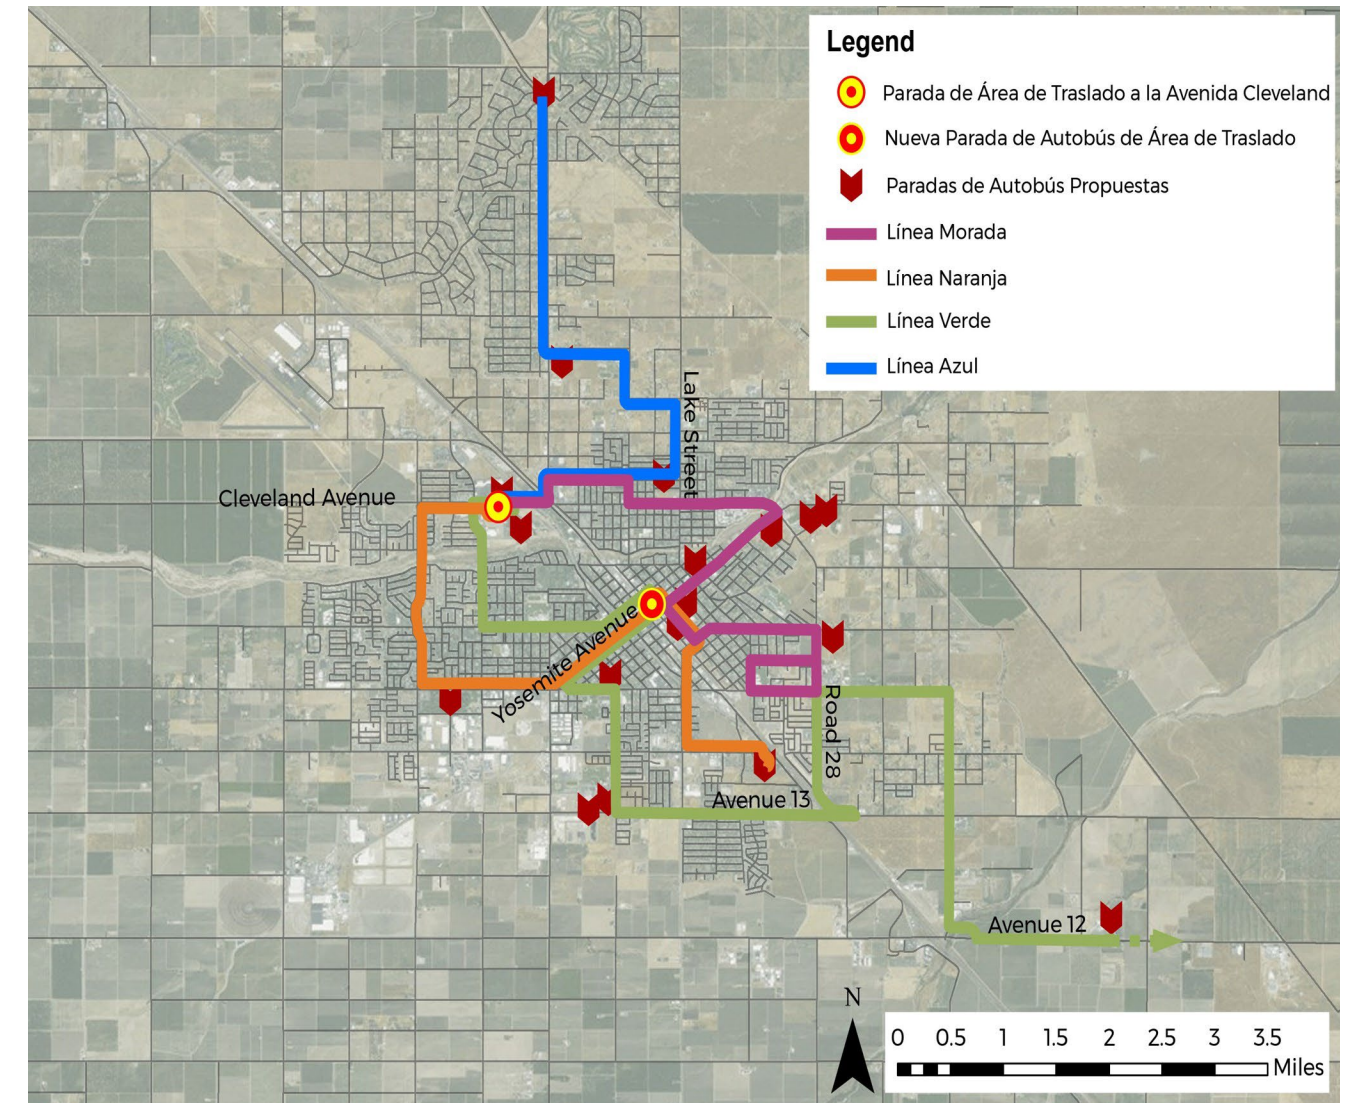 Legend
Parada de Área de Traslado a la Avenida Cleveland
Nueva Parada de Autobús de Área de Traslado
Paradas de Autobús Propuestas
Línea Morada
Línea Naranja
Línea Verde
Línea Azul
Lake Street
Cleveland Avenue
Yosemite Avenue
Road 28
Avenue 13
Avenue 12
N
0 0.5 1 1.5 2 2.5 3 3.5
Miles